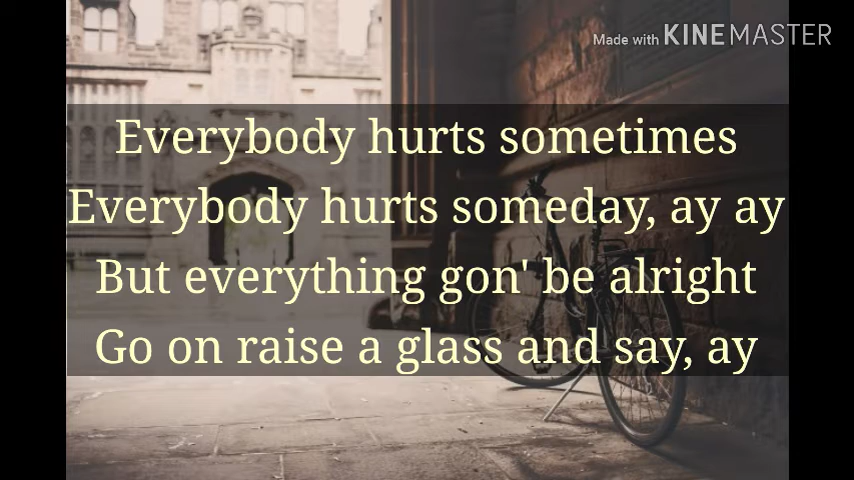 Made with KINEMASTER
Everybody hurts sometimes
Everybody hurts someday, ay ay
But everything gon' be alright
Go on raise a glass and say, ay